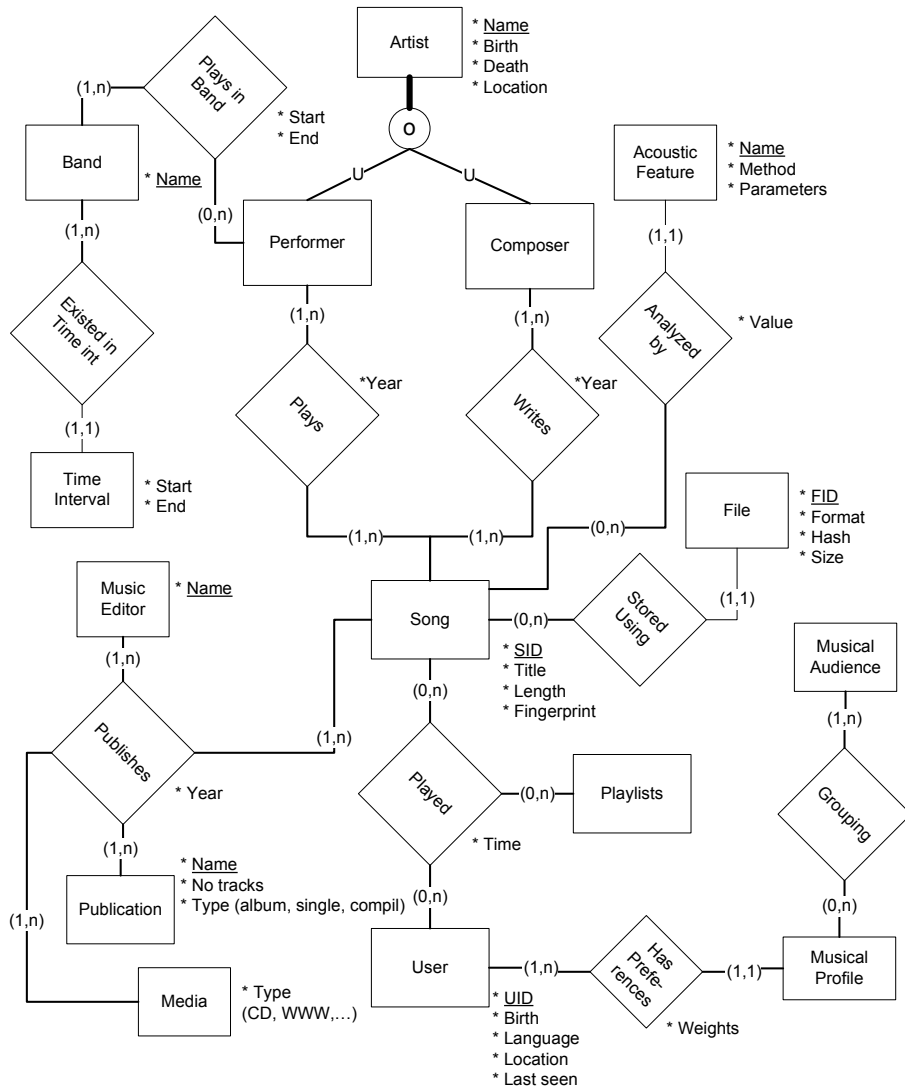 Artist
* Name
* Birth
* Death
* Location
Plays in
Band
* Start
* End
(1,n)
Band
* Name
(0,n)
O
U
U
Performer
Composer
Acoustic
Feature
* Name
* Method
* Parameters
(1,1)
Analyzed
by
* Value
(1,n)
Existed in
Time int
(1,1)
Time
Interval
* Start
* End
(1,n)
Plays
*Year
(1,n)
(1,n)
Writes
*Year
(1,n)
(0,n)
File
* FID
* Format
* Hash
* Size
(1,1)
Stored
Using
(0,n)
Song
* SID
* Title
* Length
* Fingerprint
Music
Editor
* Name
(1,n)
Publishes
* Year
(1,n)
(1,n)
Publication
* Name
* No tracks
* Type (album, single, compil)
(1,n)
Media
* Type
(CD, WWW,...)
(0,n)
Played
* Time
(0,n)
Playlists
(0,n)
User
* UID
* Birth
* Language
* Location
* Last seen
(1,n)
Has
Prefe-
rences
* Weights
(1,1)
Musical
Profile
(0,n)
Grouping
(1,n)
Musical
Audience